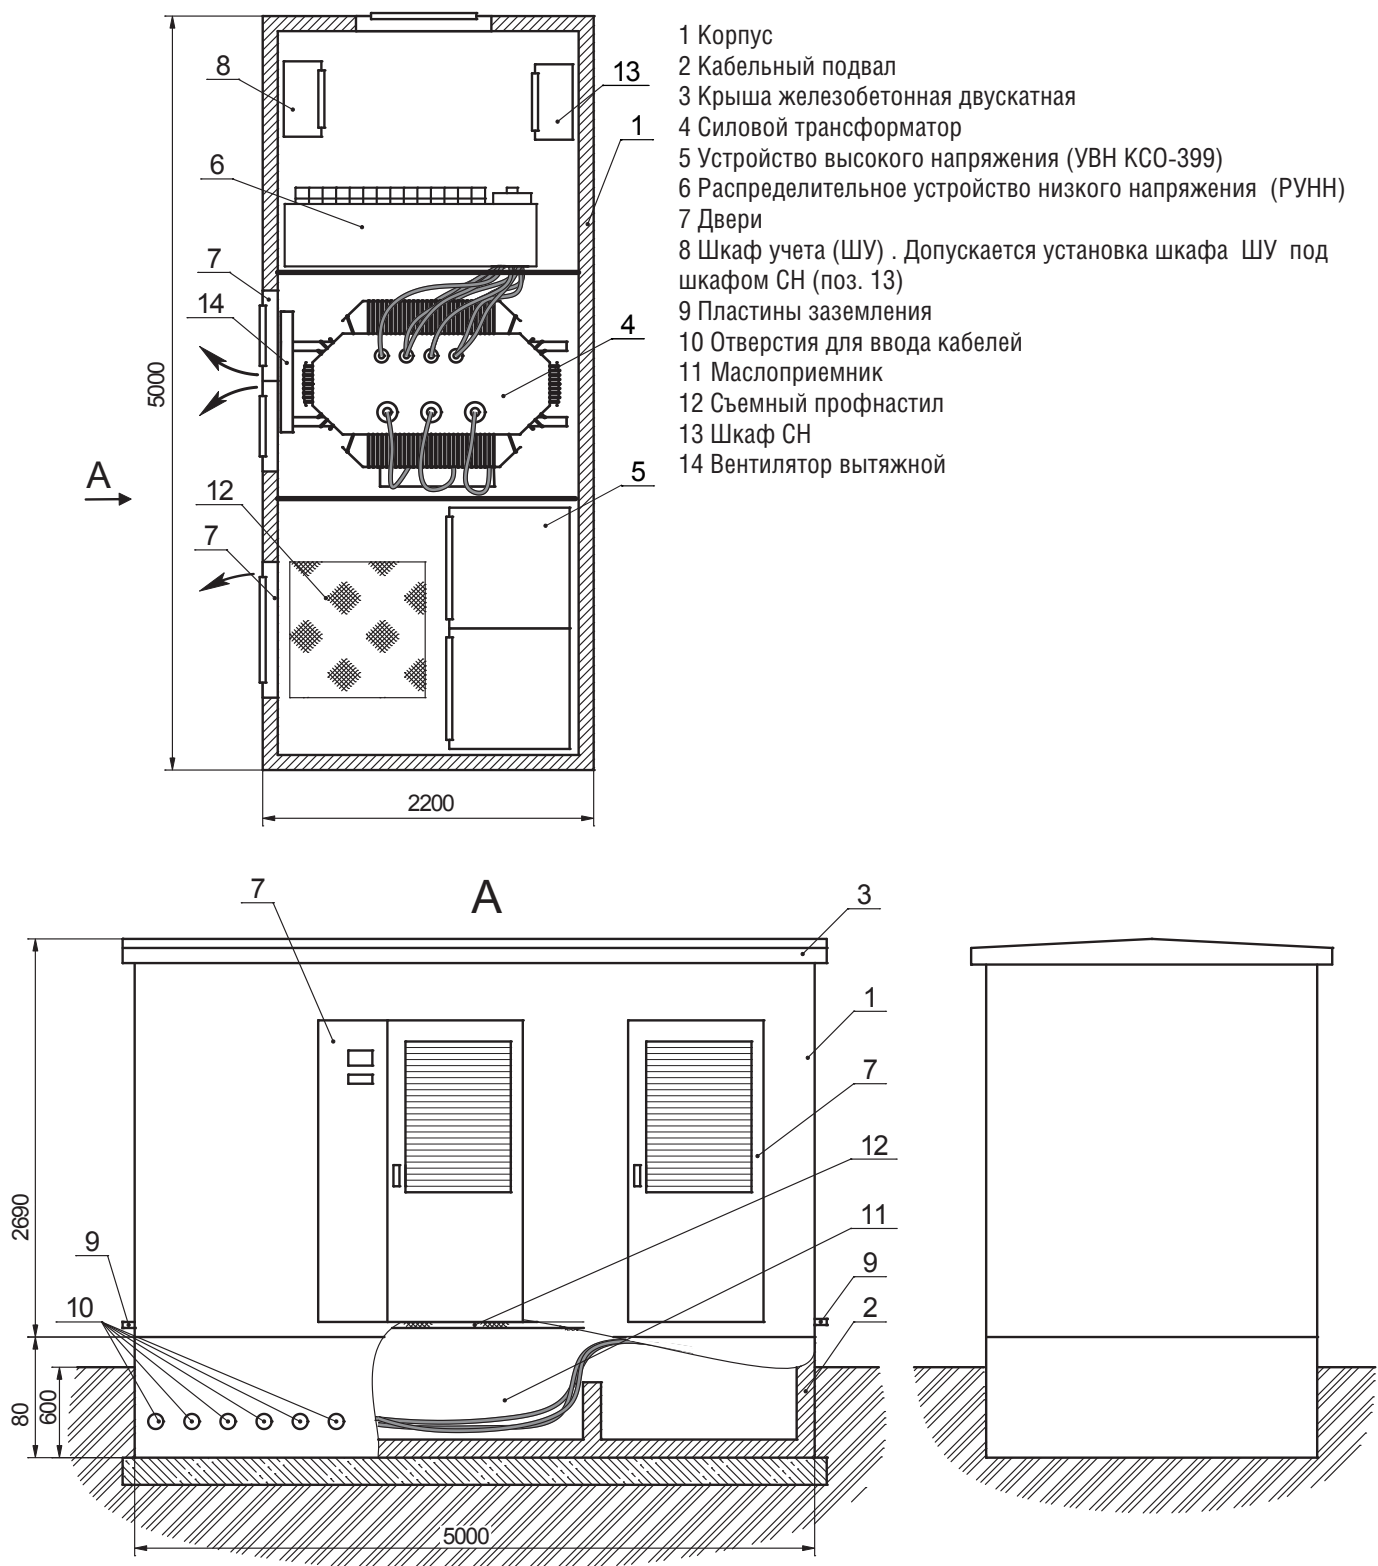 8
13
1
6
7
14
4
5000
А
5
12
7
2200
1 Корпус
2 Кабельный подвал
3 Крыша железобетонная двускатная
4 Силовой трансформатор
5 Устройство высокого напряжения (УВН КСО-399)
6 Распределительное устройство низкого напряжения (РУНН)
7 Двери
8 Шкаф учета (ШУ) . Допускается установка шкафа ШУ под
шкафом СН (поз. 13)
9 Пластины заземления
10 Отверстия для ввода кабелей
11 Маслоприемник
12 Съемный профнастил
13 Шкаф СН
14 Вентилятор вытяжной
А
7
3
1
7
12
11
2690
9
9
10
2
80
600
5000